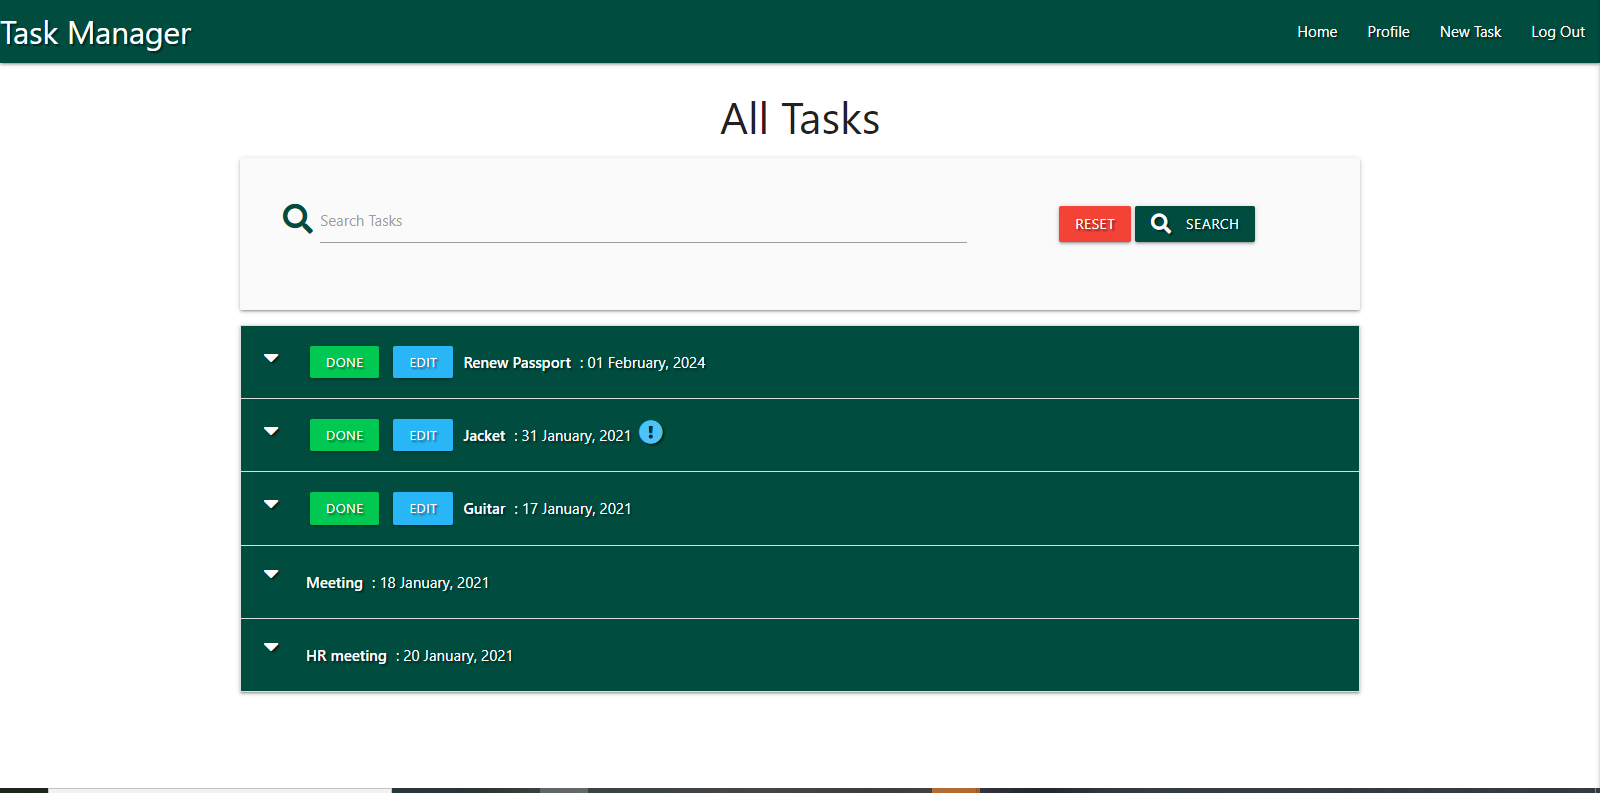 Task Manager
Home Profile New Task Log Out
All Tasks
Search Tasks RESET SEARCH
DONE EDIT Renew Passport : 01 February, 2024
DONE EDIT Jacket : 31 January, 2021 !
DONE EDIT Guitar : 17 January, 2021
Meeting : 18 January, 2021
HR meeting : 20 January, 2021